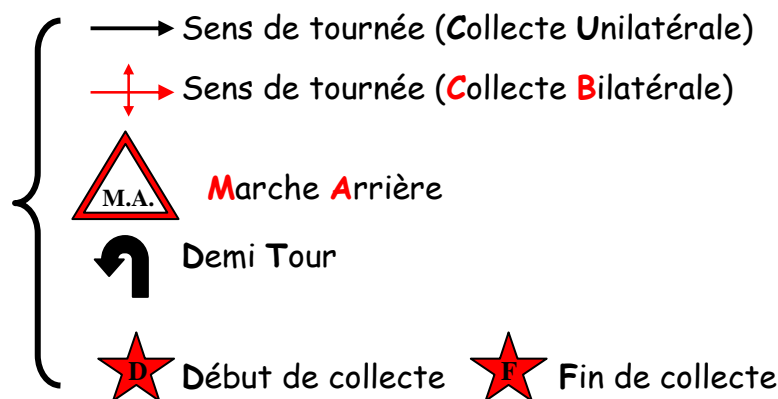 Sens de tournée (Collecte Unilatérale)
Sens de tournée (Collecte Bilatérale)
M.A. Marche Arrière
Demi Tour
D Début de collecte F Fin de collecte